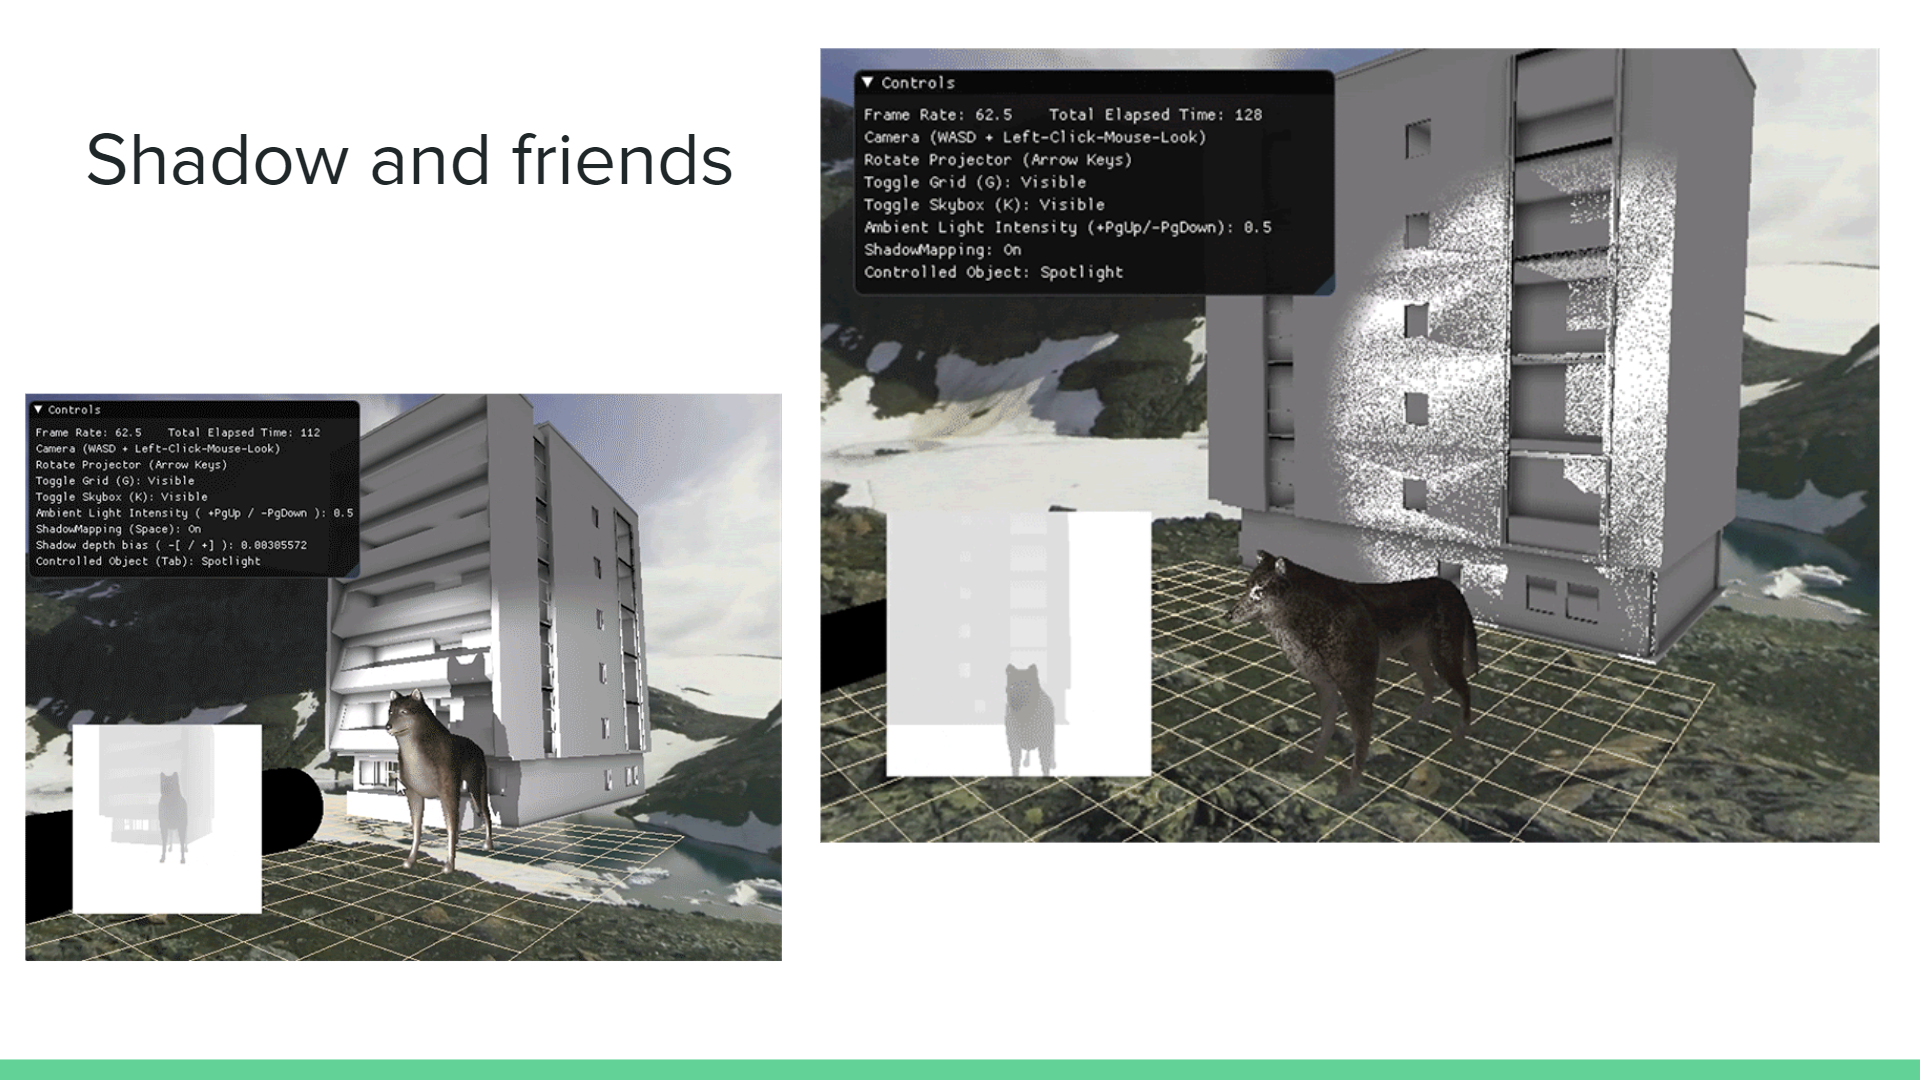 Shadow and friends
▼ Controls
Frame Rate: 62.5    Total Elapsed Time: 128
Camera (WASD + Left-Click-Mouse-Look)
Rotate Projector (Arrow Keys)
Toggle Grid (G): Visible
Toggle Skybox (K): Visible
Ambient Light Intensity (+PgUp/-PgDown): 0.5
ShadowMapping: On
Controlled Object: Spotlight
▼ Controls
Frame Rate: 62.5    Total Elapsed Time: 112
Camera (WASD + Left-Click-Mouse-Look)
Rotate Projector (Arrow Keys)
Toggle Grid (G): Visible
Toggle Skybox (K): Visible
Ambient Light Intensity ( +PgUp / -PgDown ): 0.5
ShadowMapping (Space): On
Shadow depth bias ( -[ / +] ): 0.00305572
Controlled Object (Tab): Spotlight